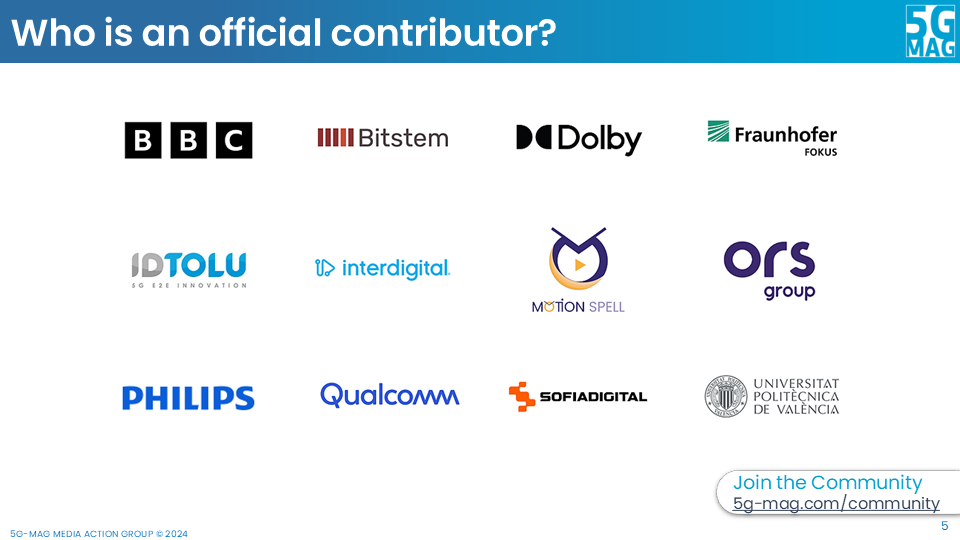 Who is an official contributor?
5G
MAG
BBC
Bitstem
Dolby
Fraunhofer
FOKUS
IDTOLU
5G E2E INNOVATION
interdigital
MOTION SPELL
ors
group
PHILIPS
Qualcomm
SOFIADIGITAL
UNIVERSITAT
POLITÈCNICA
DE VALÈNCIA
Join the Community
5g-mag.com/community
5G-MAG MEDIA ACTION GROUP © 2024
5